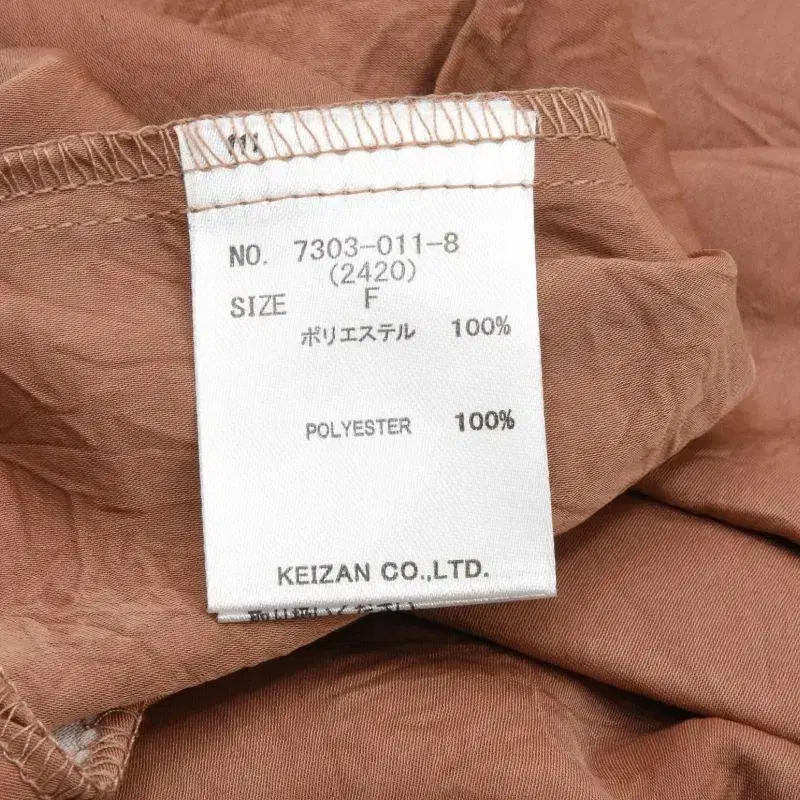 NO. 7303-011-8
(2420)
SIZE F
ポリエステル 100%
POLYESTER 100%
KEIZAN CO.,LTD.